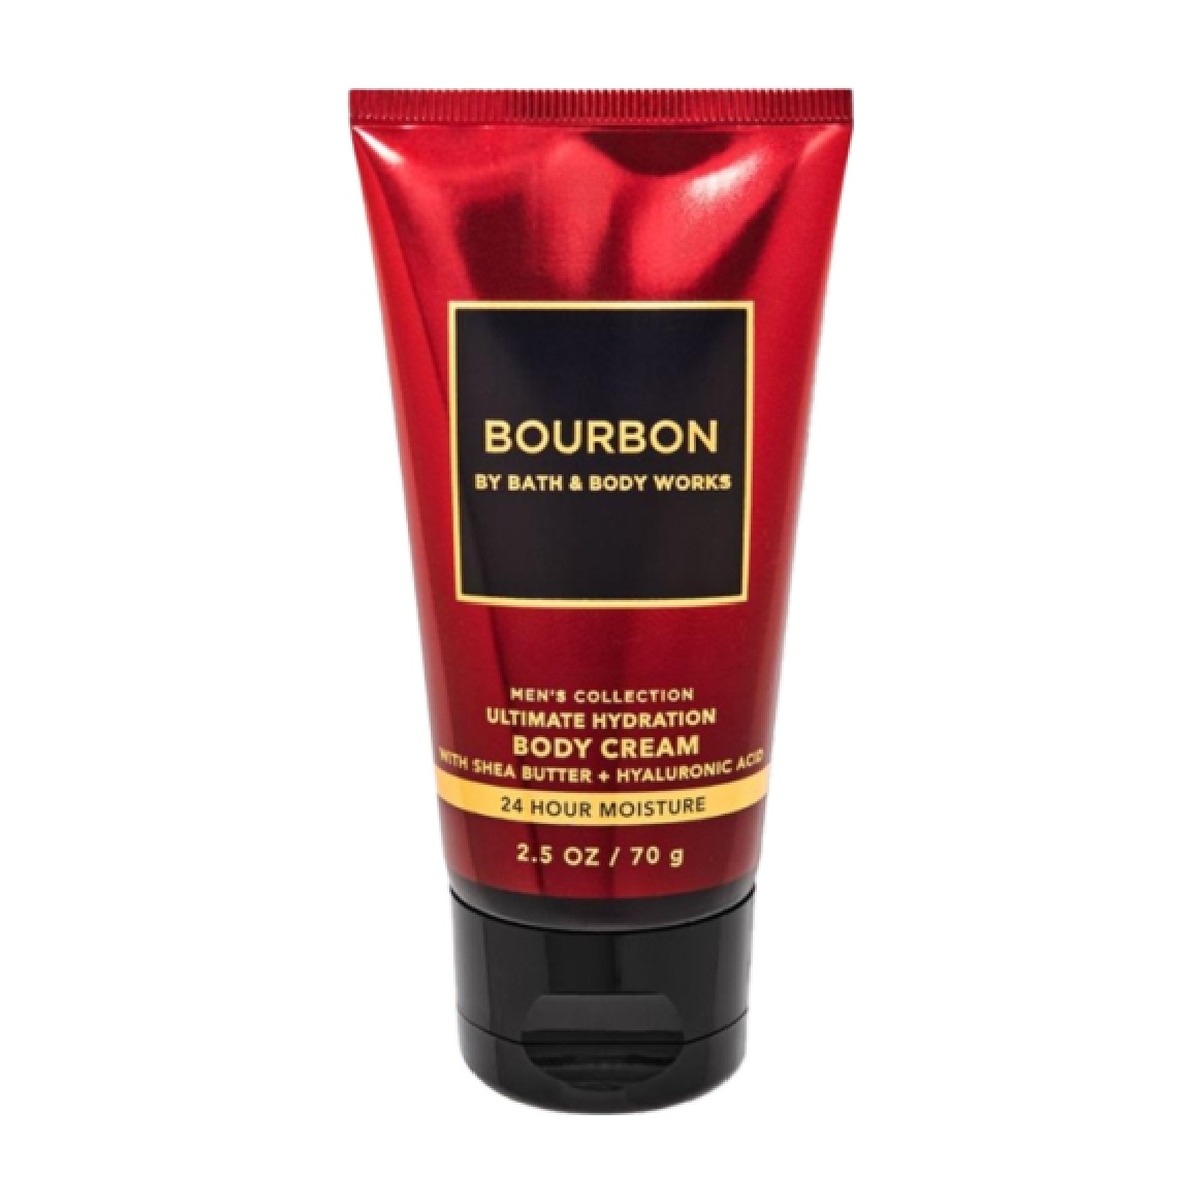 BOURBON
BY BATH & BODY WORKS
MEN'S COLLECTION
ULTIMATE HYDRATION
BODY CREAM
WITH SHEA BUTTER + HYALURONIC ACID
24 HOUR MOISTURE
2.5 OZ / 70 g